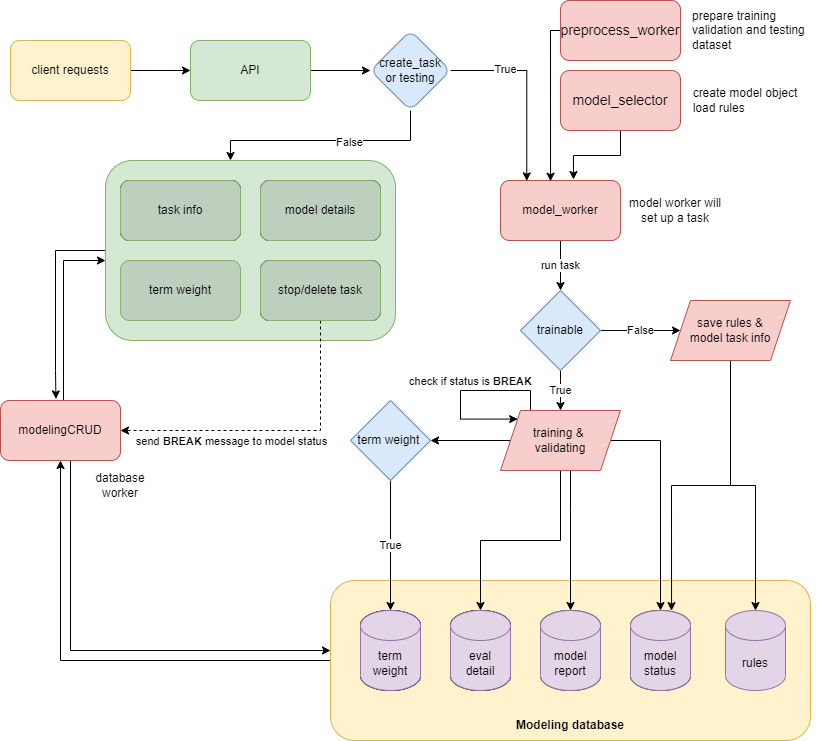 client requests
API
create_task
or testing
True
False
preprocess_worker
prepare training
validation and testing
dataset
model_selector
create model object
load rules
model_worker
model worker will
set up a task
task info
model details
term weight
stop/delete task
run task
trainable
False
save rules &
model task info
True
check if status is BREAK
training &
validating
term weight
modelingCRUD
send BREAK message to model status
database
worker
True
term
weight
eval
detail
model
report
model
status
rules
Modeling database